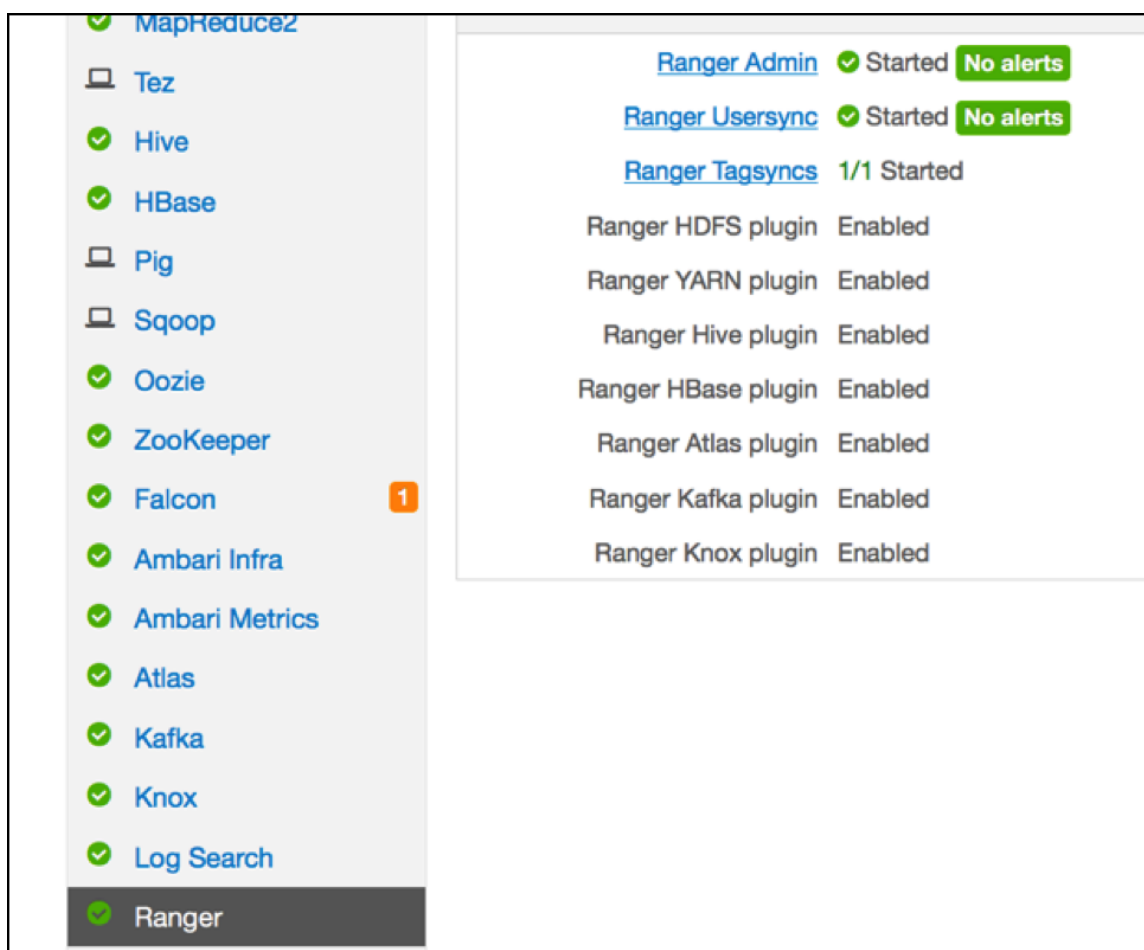 MapReduce2
Tez
Hive
HBase
Pig
Sqoop
Oozie
ZooKeeper
Falcon 1
Ambari Infra
Ambari Metrics
Atlas
Kafka
Knox
Log Search
Ranger
Ranger Admin Started No alerts
Ranger Usersync Started No alerts
Ranger Tagsyncs 1/1 Started
Ranger HDFS plugin Enabled
Ranger YARN plugin Enabled
Ranger Hive plugin Enabled
Ranger HBase plugin Enabled
Ranger Atlas plugin Enabled
Ranger Kafka plugin Enabled
Ranger Knox plugin Enabled